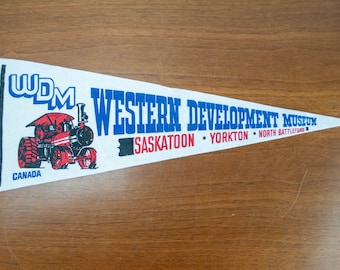 WDM
WESTERN DEVELOPMENT MUSEUM
SASKATOON • YORKTON • NORTH BATTLEFORD
CANADA